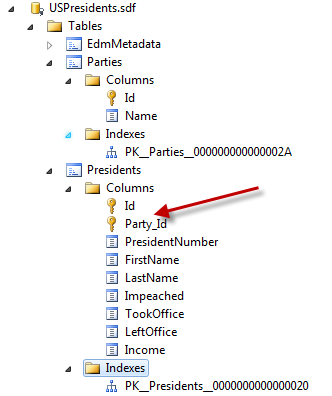 USPresidents.sdf
Tables
EdmMetadata
Parties
Columns
Id
Name
Indexes
PK__Parties__000000000000002A
Presidents
Columns
Id
Party_Id
PresidentNumber
FirstName
LastName
Impeached
TookOffice
LeftOffice
Income
Indexes
PK__Presidents__0000000000000020